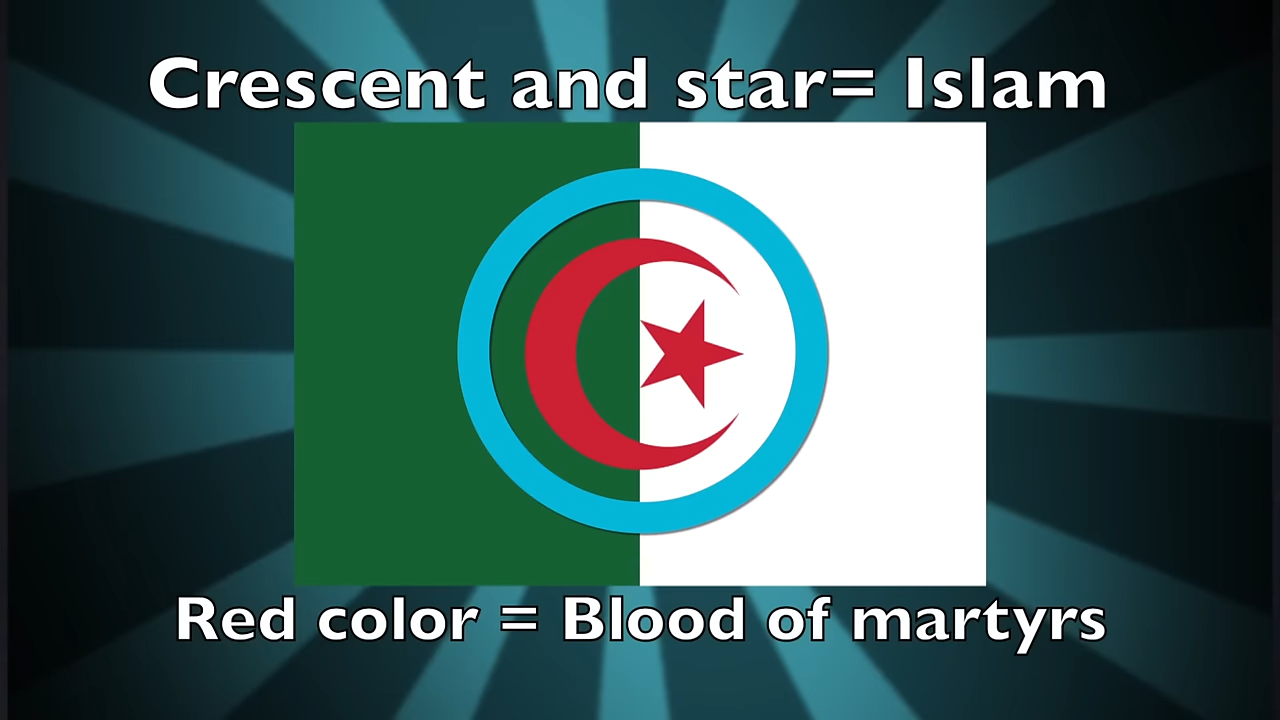 Crescent and star= Islam
Red color = Blood of martyrs